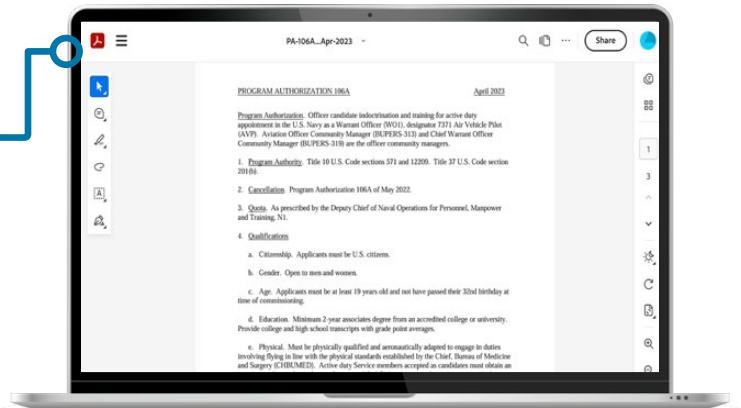 PA-106A...Apr-2023
Share
PROGRAM AUTHORIZATION 106A April 2023
Program Authorization. Officer candidate indoctrination and training for active duty
appointment in the U.S. Navy as a Warrant Officer (WO1), designator 7371 Air Vehicle Pilot
(AVP). Aviation Officer Community Manager (BUPERS-313) and Chief Warrant Officer
Community Manager (BUPERS-319) are the officer community managers.
1. Program Authority. Title 10 U.S. Code sections 571 and 12209. Title 37 U.S. Code section
201(b).
2. Cancellation. Program Authorization 106A of May 2022.
3. Quota. As prescribed by the Deputy Chief of Naval Operations for Personnel, Manpower
and Training, N1.
4. Qualifications
a. Citizenship. Applicants must be U.S. citizens.
b. Gender. Open to men and women.
c. Age. Applicants must be at least 19 years old and not have passed their 32nd birthday at
time of commissioning.
d. Education. Minimum 2-year associates degree from an accredited college or university.
Provide college and high school transcripts with grade point averages.
e. Physical. Must be physically qualified and aeronautically adapted to engage in duties
involving flying in line with the physical standards established by the Chief, Bureau of Medicine
and Surgery (CHBUMED). Active duty Service members accepted as candidates must obtain an
1
3